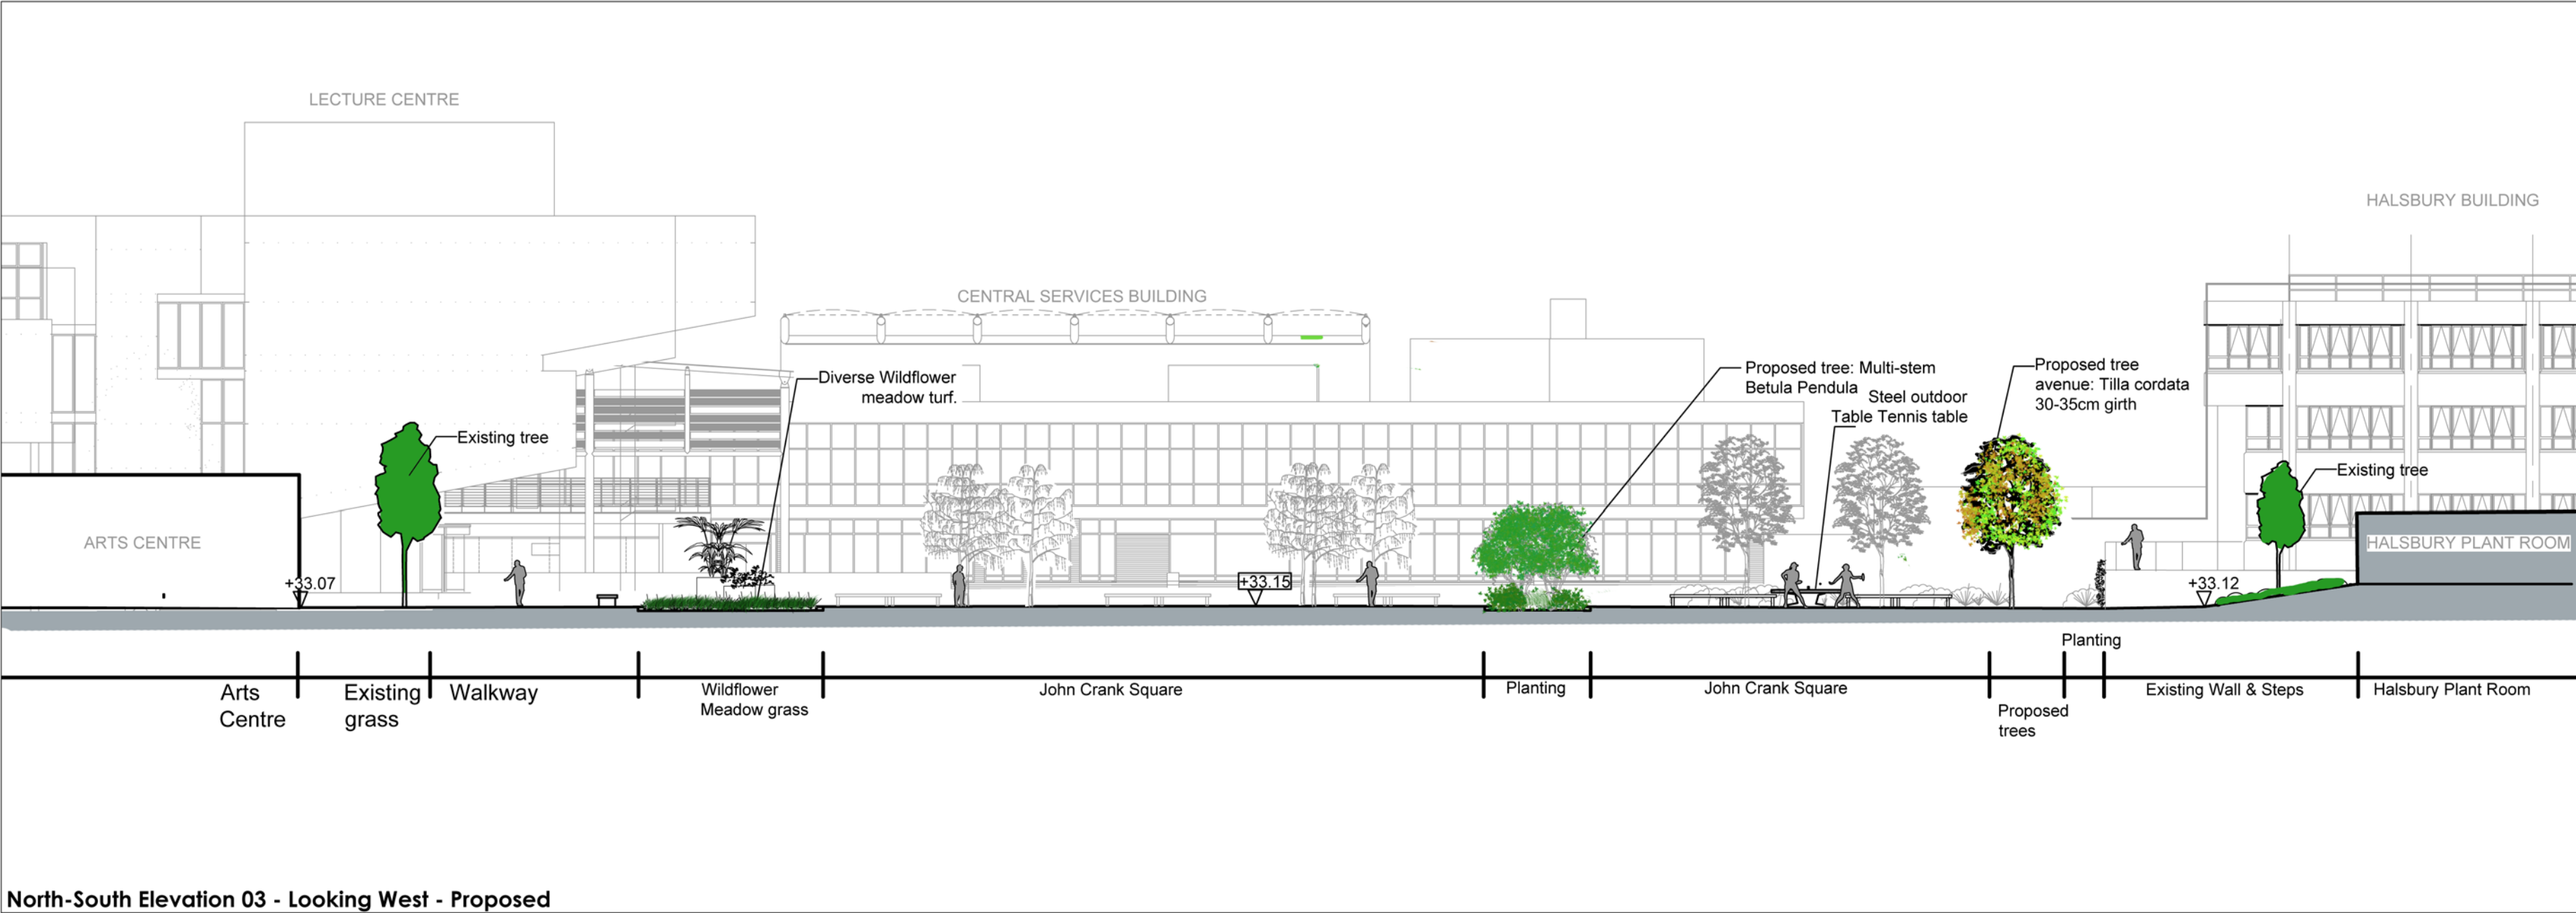 LECTURE CENTRE
HALSBURY BUILDING
CENTRAL SERVICES BUILDING
Diverse Wildflower
meadow turf.
Proposed tree: Multi-stem
Betula Pendula
Steel outdoor
Table Tennis table
Proposed tree
avenue: Tilla cordata
30-35cm girth
Existing tree
Existing tree
ARTS CENTRE
HALSBURY PLANT ROOM
+33.07
+33.15
+33.12
Planting
Arts
Centre
Existing
grass
Walkway
Wildflower
Meadow grass
John Crank Square
Planting
John Crank Square
Proposed
trees
Existing Wall & Steps
Halsbury Plant Room
North-South Elevation 03 - Looking West - Proposed